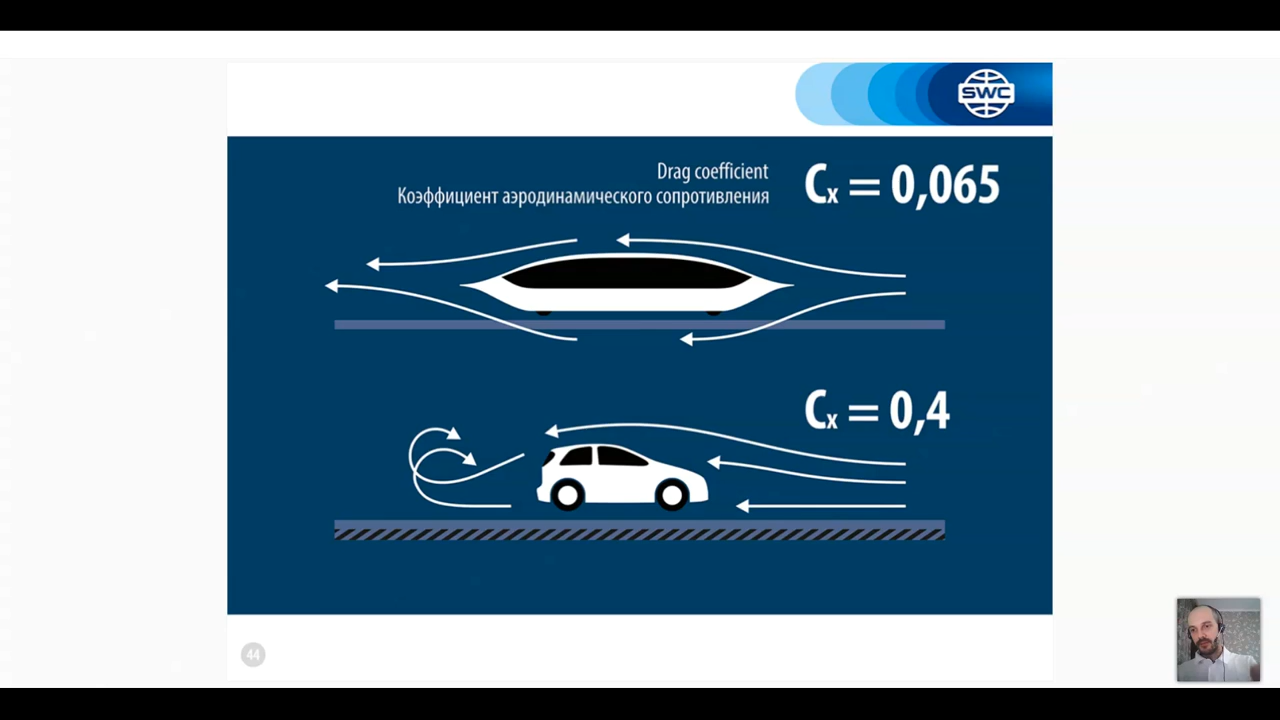 SWC
Drag coefficient
Коэффициент аэродинамического сопротивления
Cx = 0,065
Cx = 0,4
44